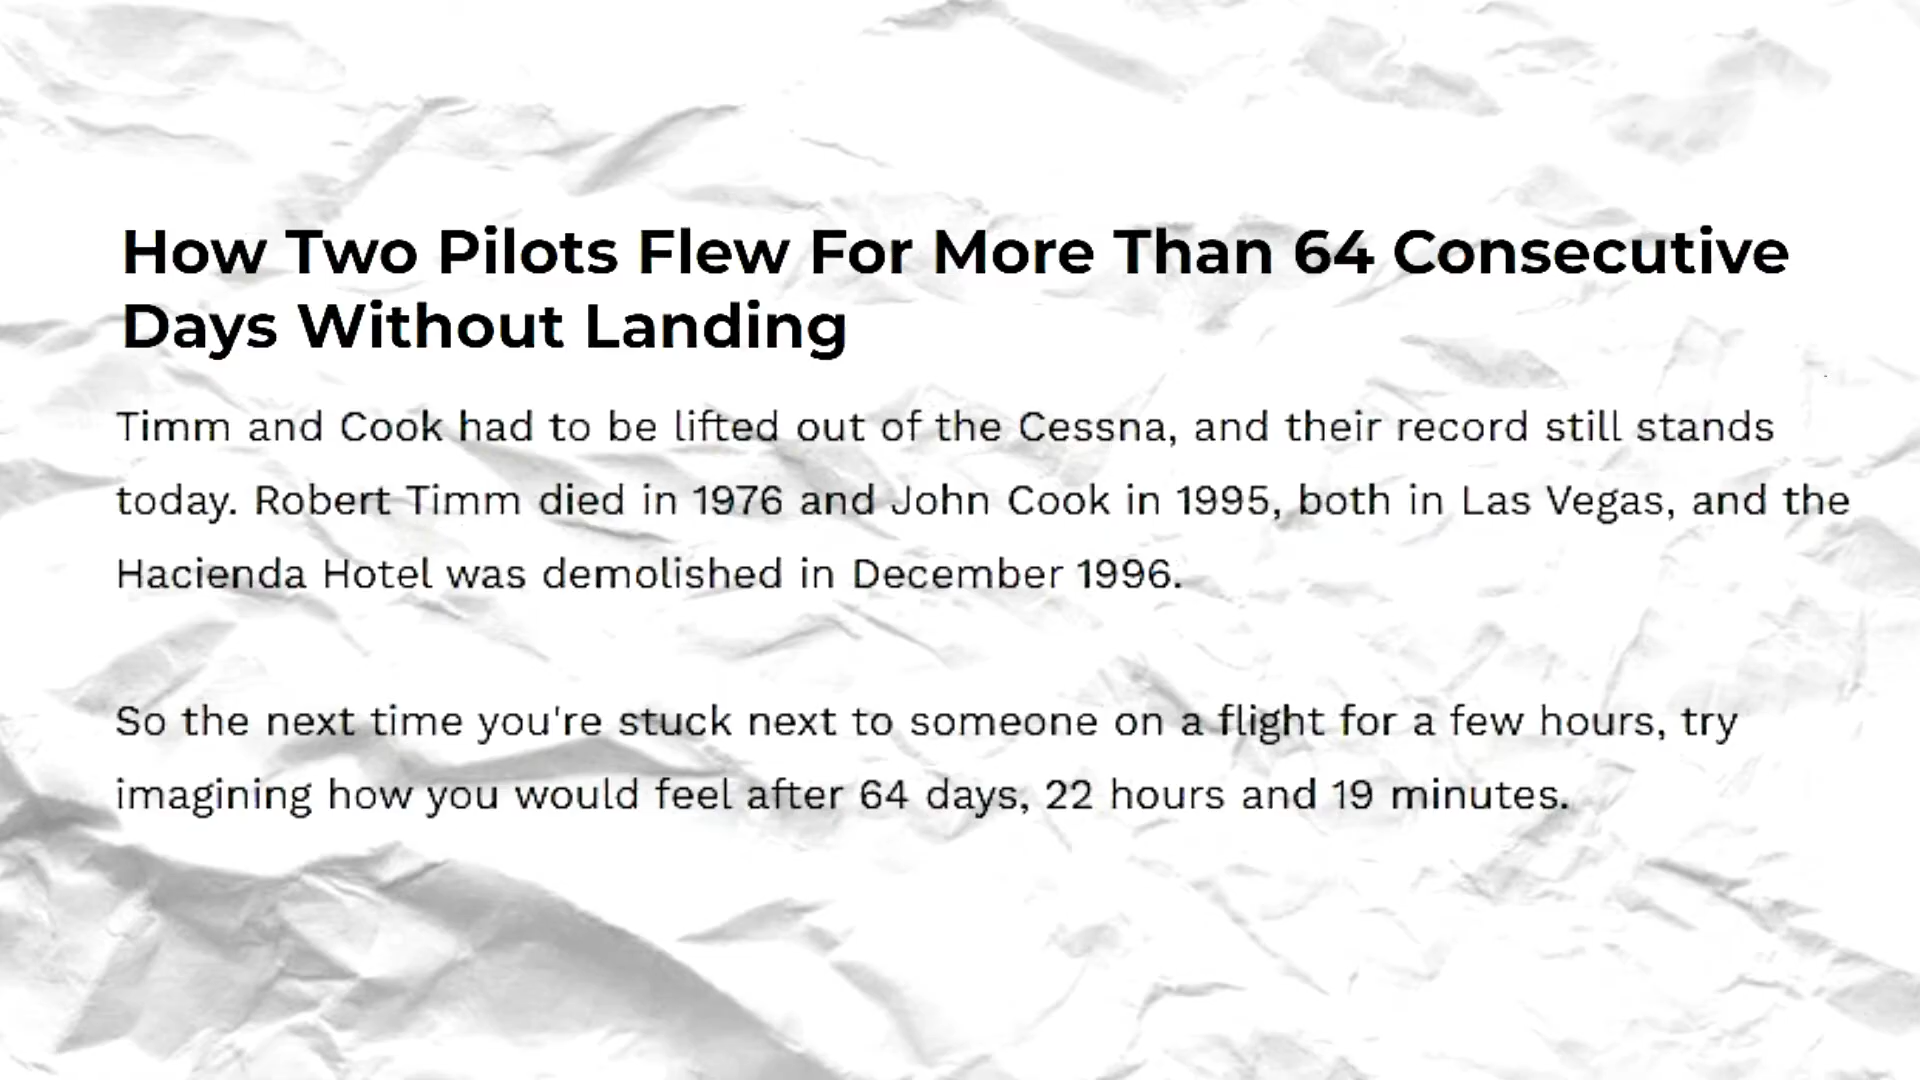 How Two Pilots Flew For More Than 64 Consecutive
Days Without Landing
Timm and Cook had to be lifted out of the Cessna, and their record still stands
today. Robert Timm died in 1976 and John Cook in 1995, both in Las Vegas, and the
Hacienda Hotel was demolished in December 1996.
So the next time you're stuck next to someone on a flight for a few hours, try
imagining how you would feel after 64 days, 22 hours and 19 minutes.